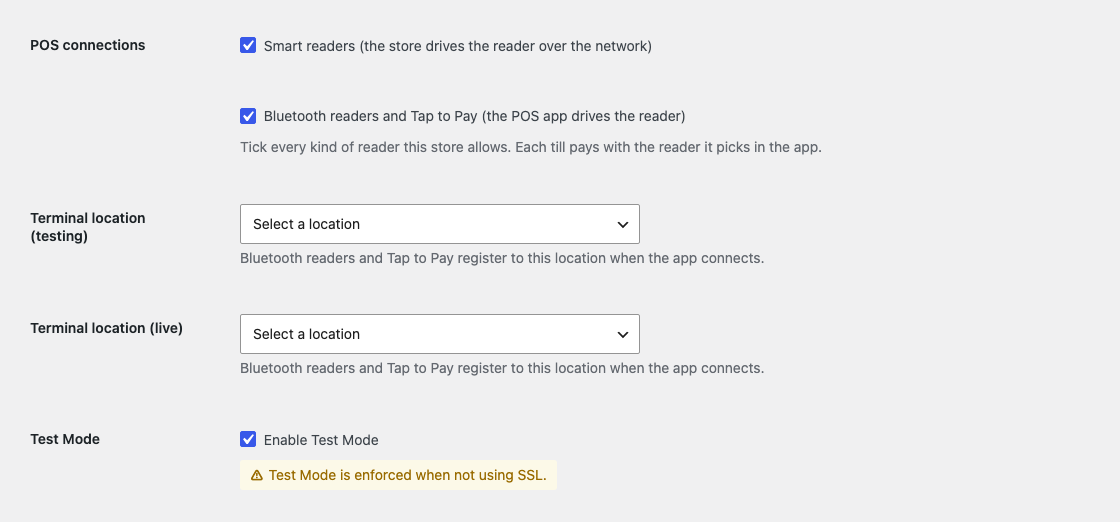 POS connections
Smart readers (the store drives the reader over the network)
Bluetooth readers and Tap to Pay (the POS app drives the reader)
Tick every kind of reader this store allows. Each till pays with the reader it picks in the app.
Terminal location
(testing)
Select a location
Bluetooth readers and Tap to Pay register to this location when the app connects.
Terminal location (live)
Select a location
Bluetooth readers and Tap to Pay register to this location when the app connects.
Test Mode
Enable Test Mode
Test Mode is enforced when not using SSL.